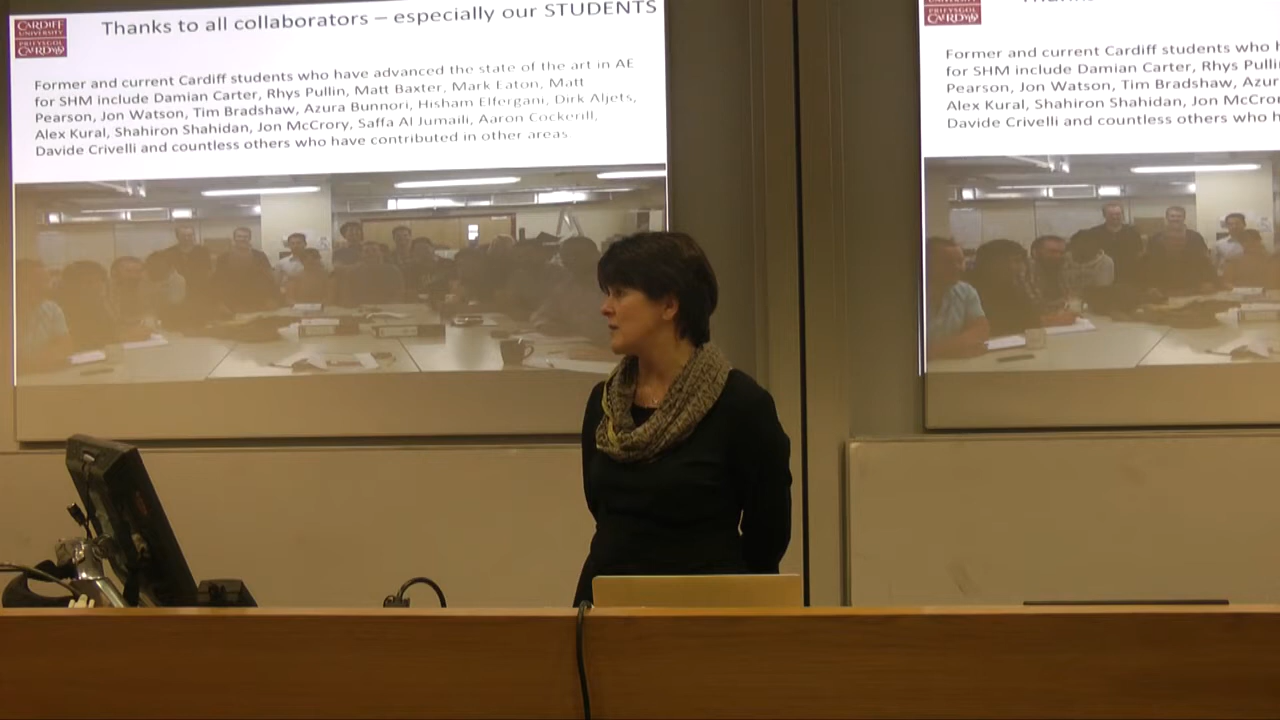 CARDIFF
UNIVERSITY
PRIFYSGOL
CAERDYDD
Thanks to all collaborators – especially our STUDENTS
Former and current Cardiff students who have advanced the state of the art in AE
for SHM include Damian Carter, Rhys Pullin, Matt Baxter, Mark Eaton, Matt
Pearson, Jon Watson, Tim Bradshaw, Azura Bunnori, Hisham Elfergani, Dirk Aljets,
Alex Kural, Shahiron Shahidan, Jon McCrory, Saffa Al Jumaili, Aaron Cockerill,
Davide Crivelli and countless others who have contributed in other areas
CARDIFF
UNIVERSITY
PRIFYSGOL
Former and current Cardiff students who h
for SHM include Damian Carter, Rhys Pulli
Pearson, Jon Watson, Tim Bradshaw, Azur
Alex Kural, Shahiron Shahidan, Jon McCro
Davide Crivelli and countless others who h